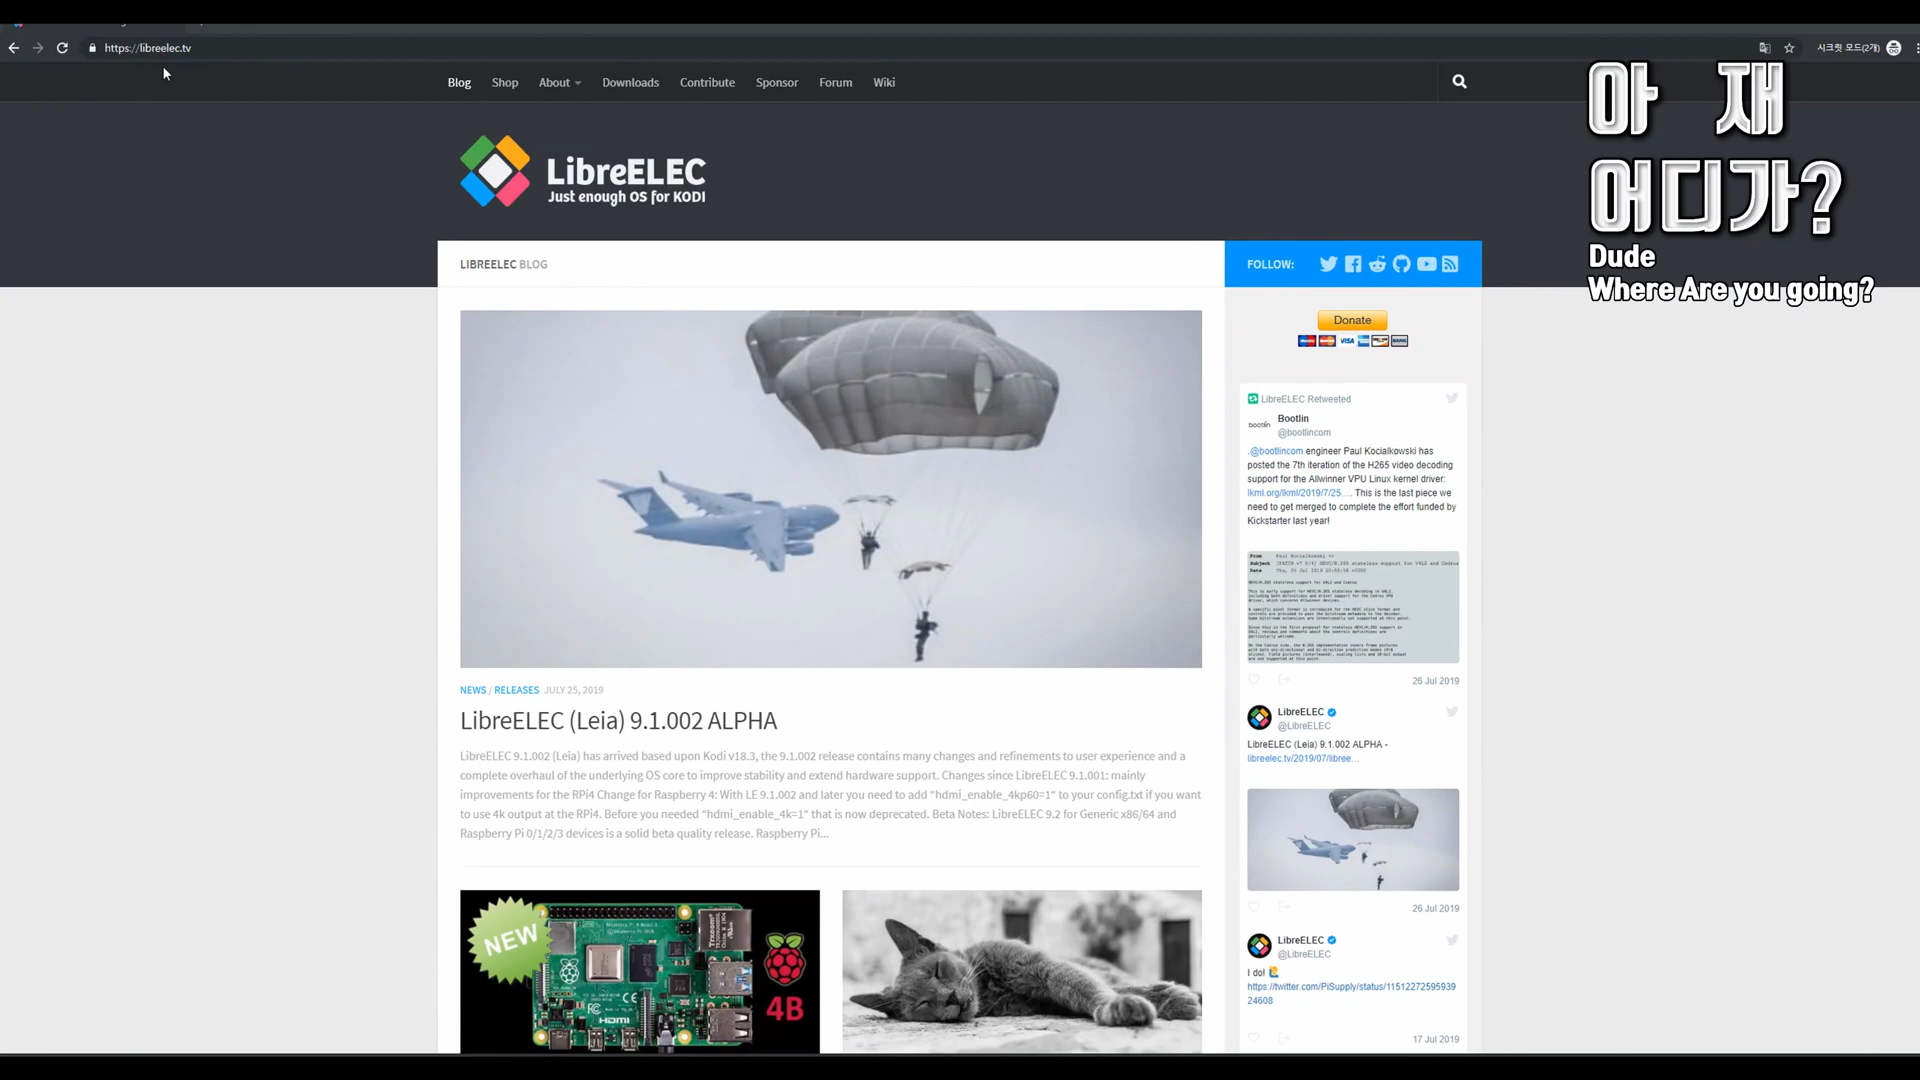 https://libreelec.tv
시크릿 모드(2개)
Blog
Shop
About
Downloads
Contribute
Sponsor
Forum
Wiki
아 재
어디가?
Dude
Where Are you going?
LibreELEC
Just enough OS for KODI
LIBREELEC BLOG
FOLLOW:
Donate
LibreELEC Retweeted
bootlin
Bootlin
@bootlincom
.@bootlincom engineer Paul Kocialkowski has
posted the 7th iteration of the H265 video decoding
support for the Allwinner VPU Linux kernel driver:
lkml.org/lkml/2019/7/25.... This is the last piece we
need to get merged to complete the effort funded by
Kickstarter last year!
26 Jul 2019
NEWS / RELEASES JULY 25, 2019
LibreELEC (Leia) 9.1.002 ALPHA
LibreELEC 9.1.002 (Leia) has arrived based upon Kodi v18.3, the 9.1.002 release contains many changes and refinements to user experience and a
complete overhaul of the underlying OS core to improve stability and extend hardware support. Changes since LibreELEC 9.1.001: mainly
improvements for the RPi4 Change for Raspberry 4: With LE 9.1.002 and later you need to add "hdmi_enable_4kp60=1" to your config.txt if you want
to use 4k output at the RPi4. Before you needed "hdmi_enable_4k=1" that is now deprecated. Beta Notes: LibreELEC 9.2 for Generic x86/64 and
Raspberry Pi 0/1/2/3 devices is a solid beta quality release. Raspberry Pi...
LibreELEC
@LibreELEC
LibreELEC (Leia) 9.1.002 ALPHA -
libreelec.tv/2019/07/libree...
26 Jul 2019
LibreELEC
@LibreELEC
I do!
https://twitter.com/PiSupply/status/11512272595939
24608
17 Jul 2019
NEW
4B
HDMI